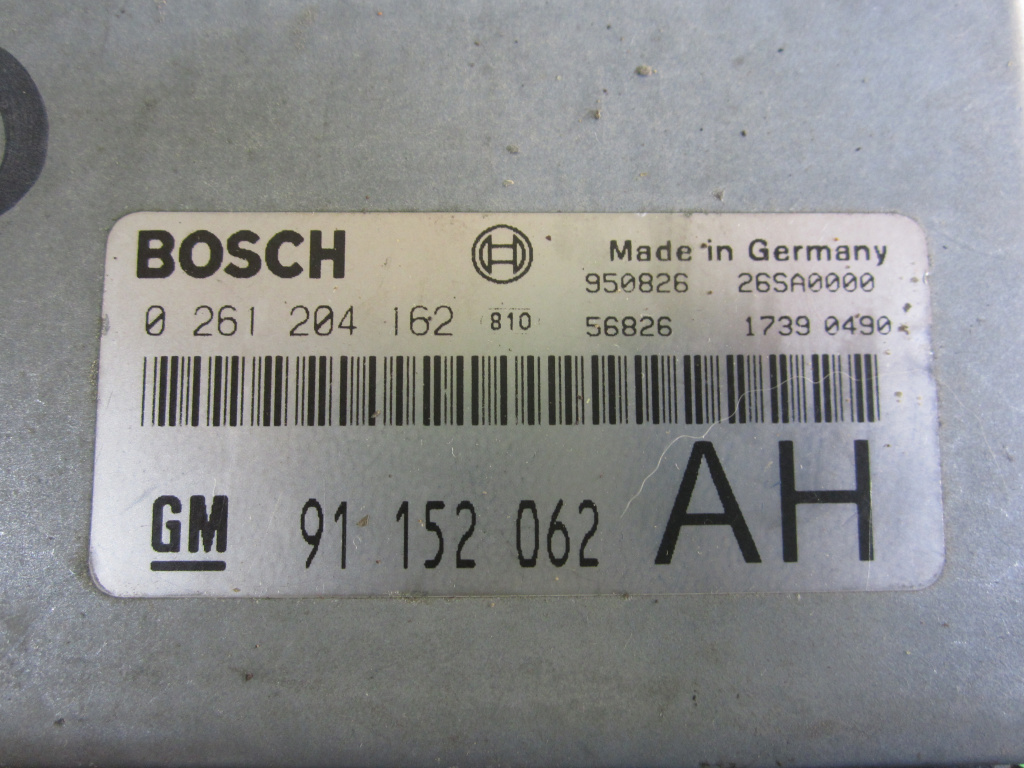 BOSCH Made in Germany
950826 26SA0000
0 261 204 162 810 56826 1739 0490
GM 91 152 062 AH